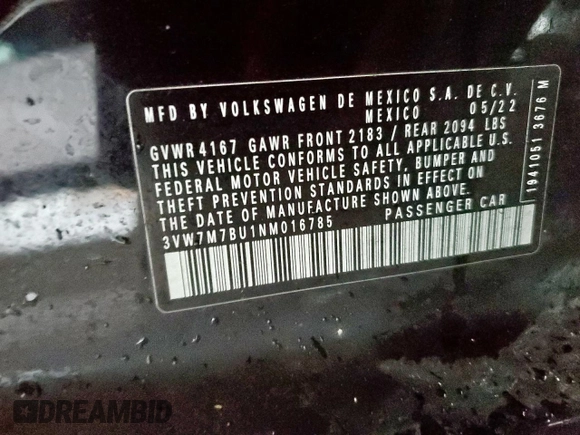 MFD BY VOLKSWAGEN DE MEXICO S.A. DE C.V.
MEXICO 05/22
GVWR 4167 GAWR FRONT 2183 / REAR 2094 LBS
THIS VEHICLE CONFORMS TO ALL APPLICABLE U.S.
FEDERAL MOTOR VEHICLE SAFETY, BUMPER AND
THEFT PREVENTION STANDARDS IN EFFECT ON
THE DATE OF MANUFACTURE SHOWN ABOVE.
3VW7M7BU1NM016785 PASSENGER CAR
1941051 3676 M
DREAMBID